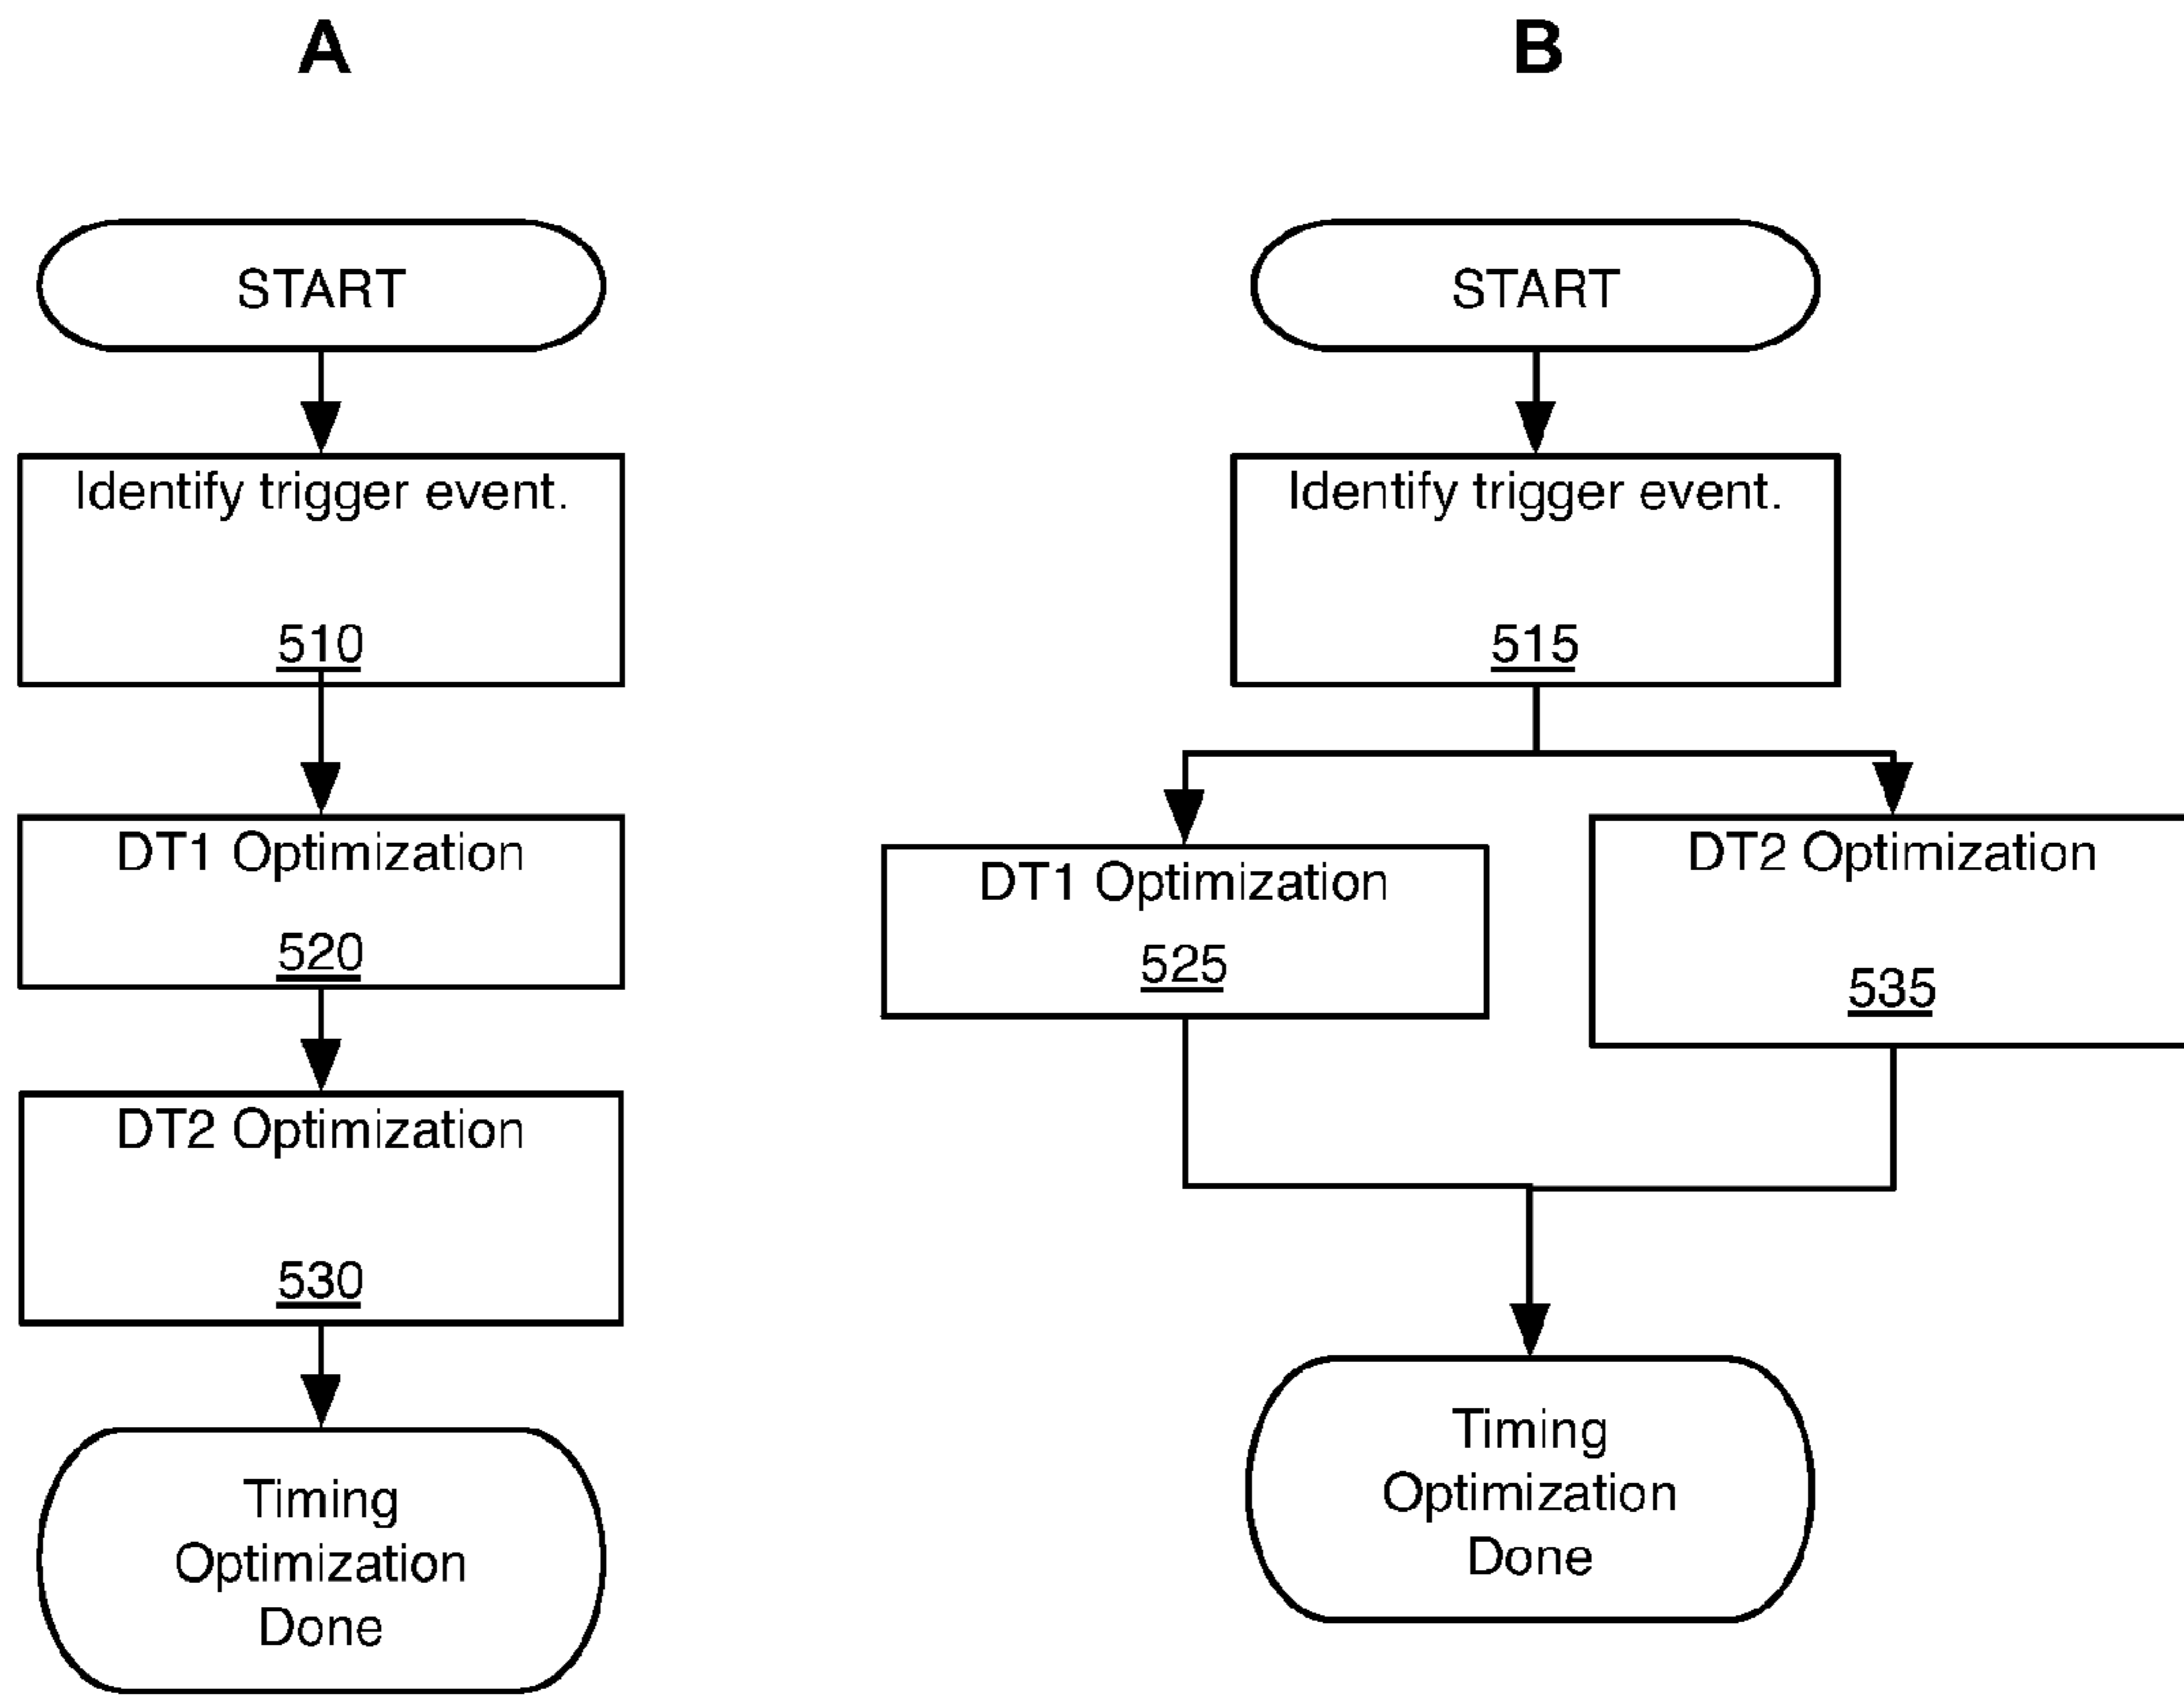 A
START
Identify trigger event.
510
DT1 Optimization
520
DT2 Optimization
530
Timing
Optimization
Done
B
START
Identify trigger event.
515
DT1 Optimization
525
DT2 Optimization
535
Timing
Optimization
Done